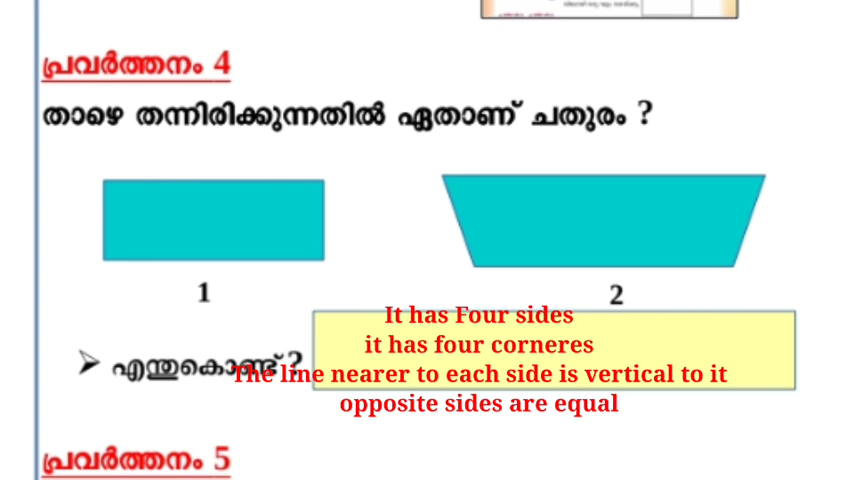 പ്രവർത്തനം 4
താഴെ തന്നിരിക്കുന്നതിൽ ഏതാണ് ചതുരം ?
1
2
It has Four sides
it has four corneres
എന്തുകൊണ്ട് ?
The line nearer to each side is vertical to it
opposite sides are equal
പ്രവർത്തനം 5